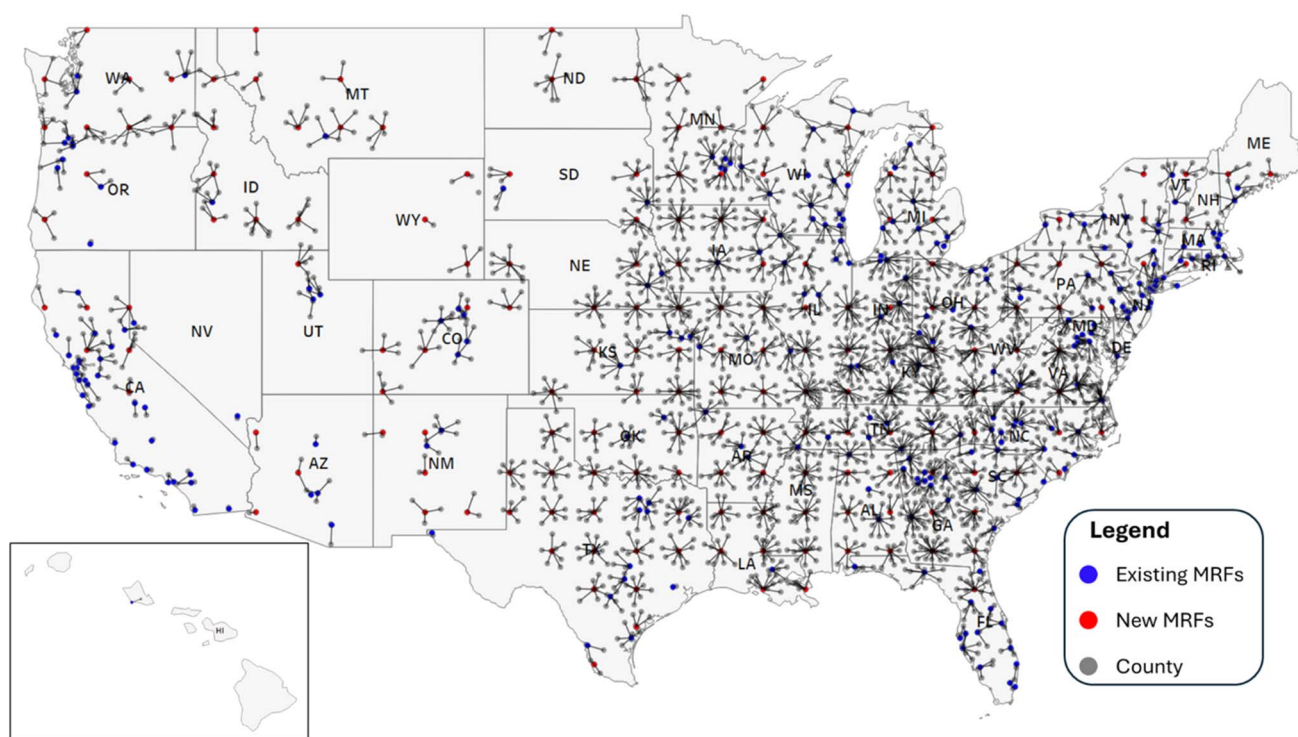 WA
MT
ND
MN
ME
OR
ID
SD
WI
VT
NH
WY
MI
NY
MA
RI
NE
IA
PA
NV
UT
CO
IL
IN
OH
NJ
MD
DE
KS
MO
KY
WV
VA
CA
AZ
NM
OK
AR
TN
NC
MS
SC
AL
GA
TX
LA
FL
HI
Legend
Existing MRFs
New MRFs
County